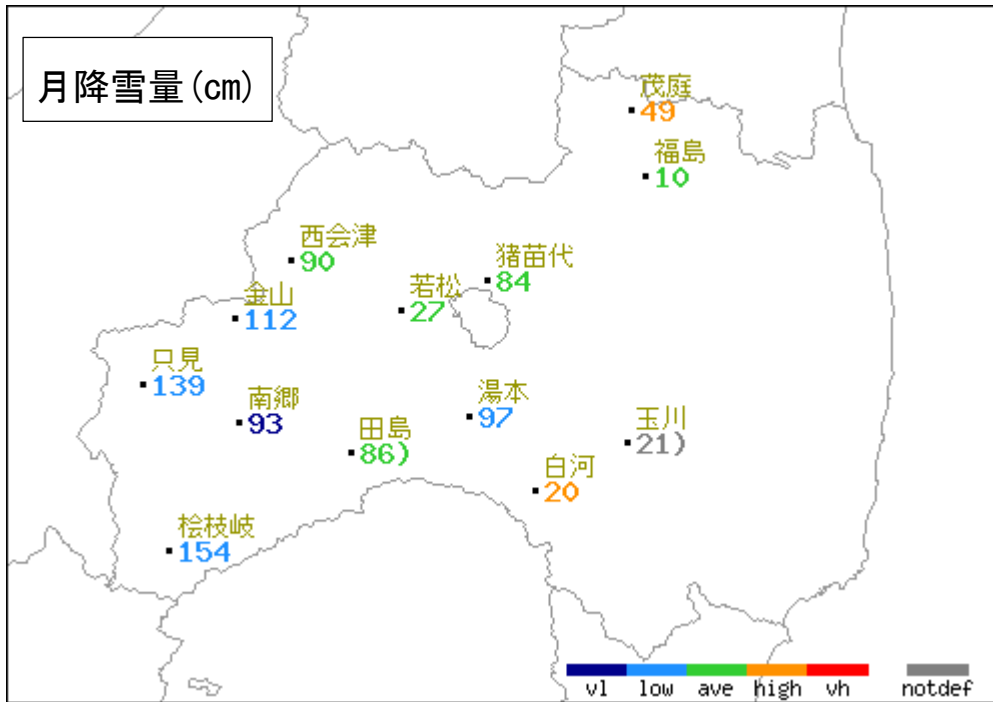 月降雪量(cm)
茂庭
49
福島
10
西会津
90
猪苗代
84
金山
112
若松
27
只見
139
南郷
93
湯本
97
田島
86)
玉川
21)
白河
20
桧枝岐
154
vl low ave high vh notdef